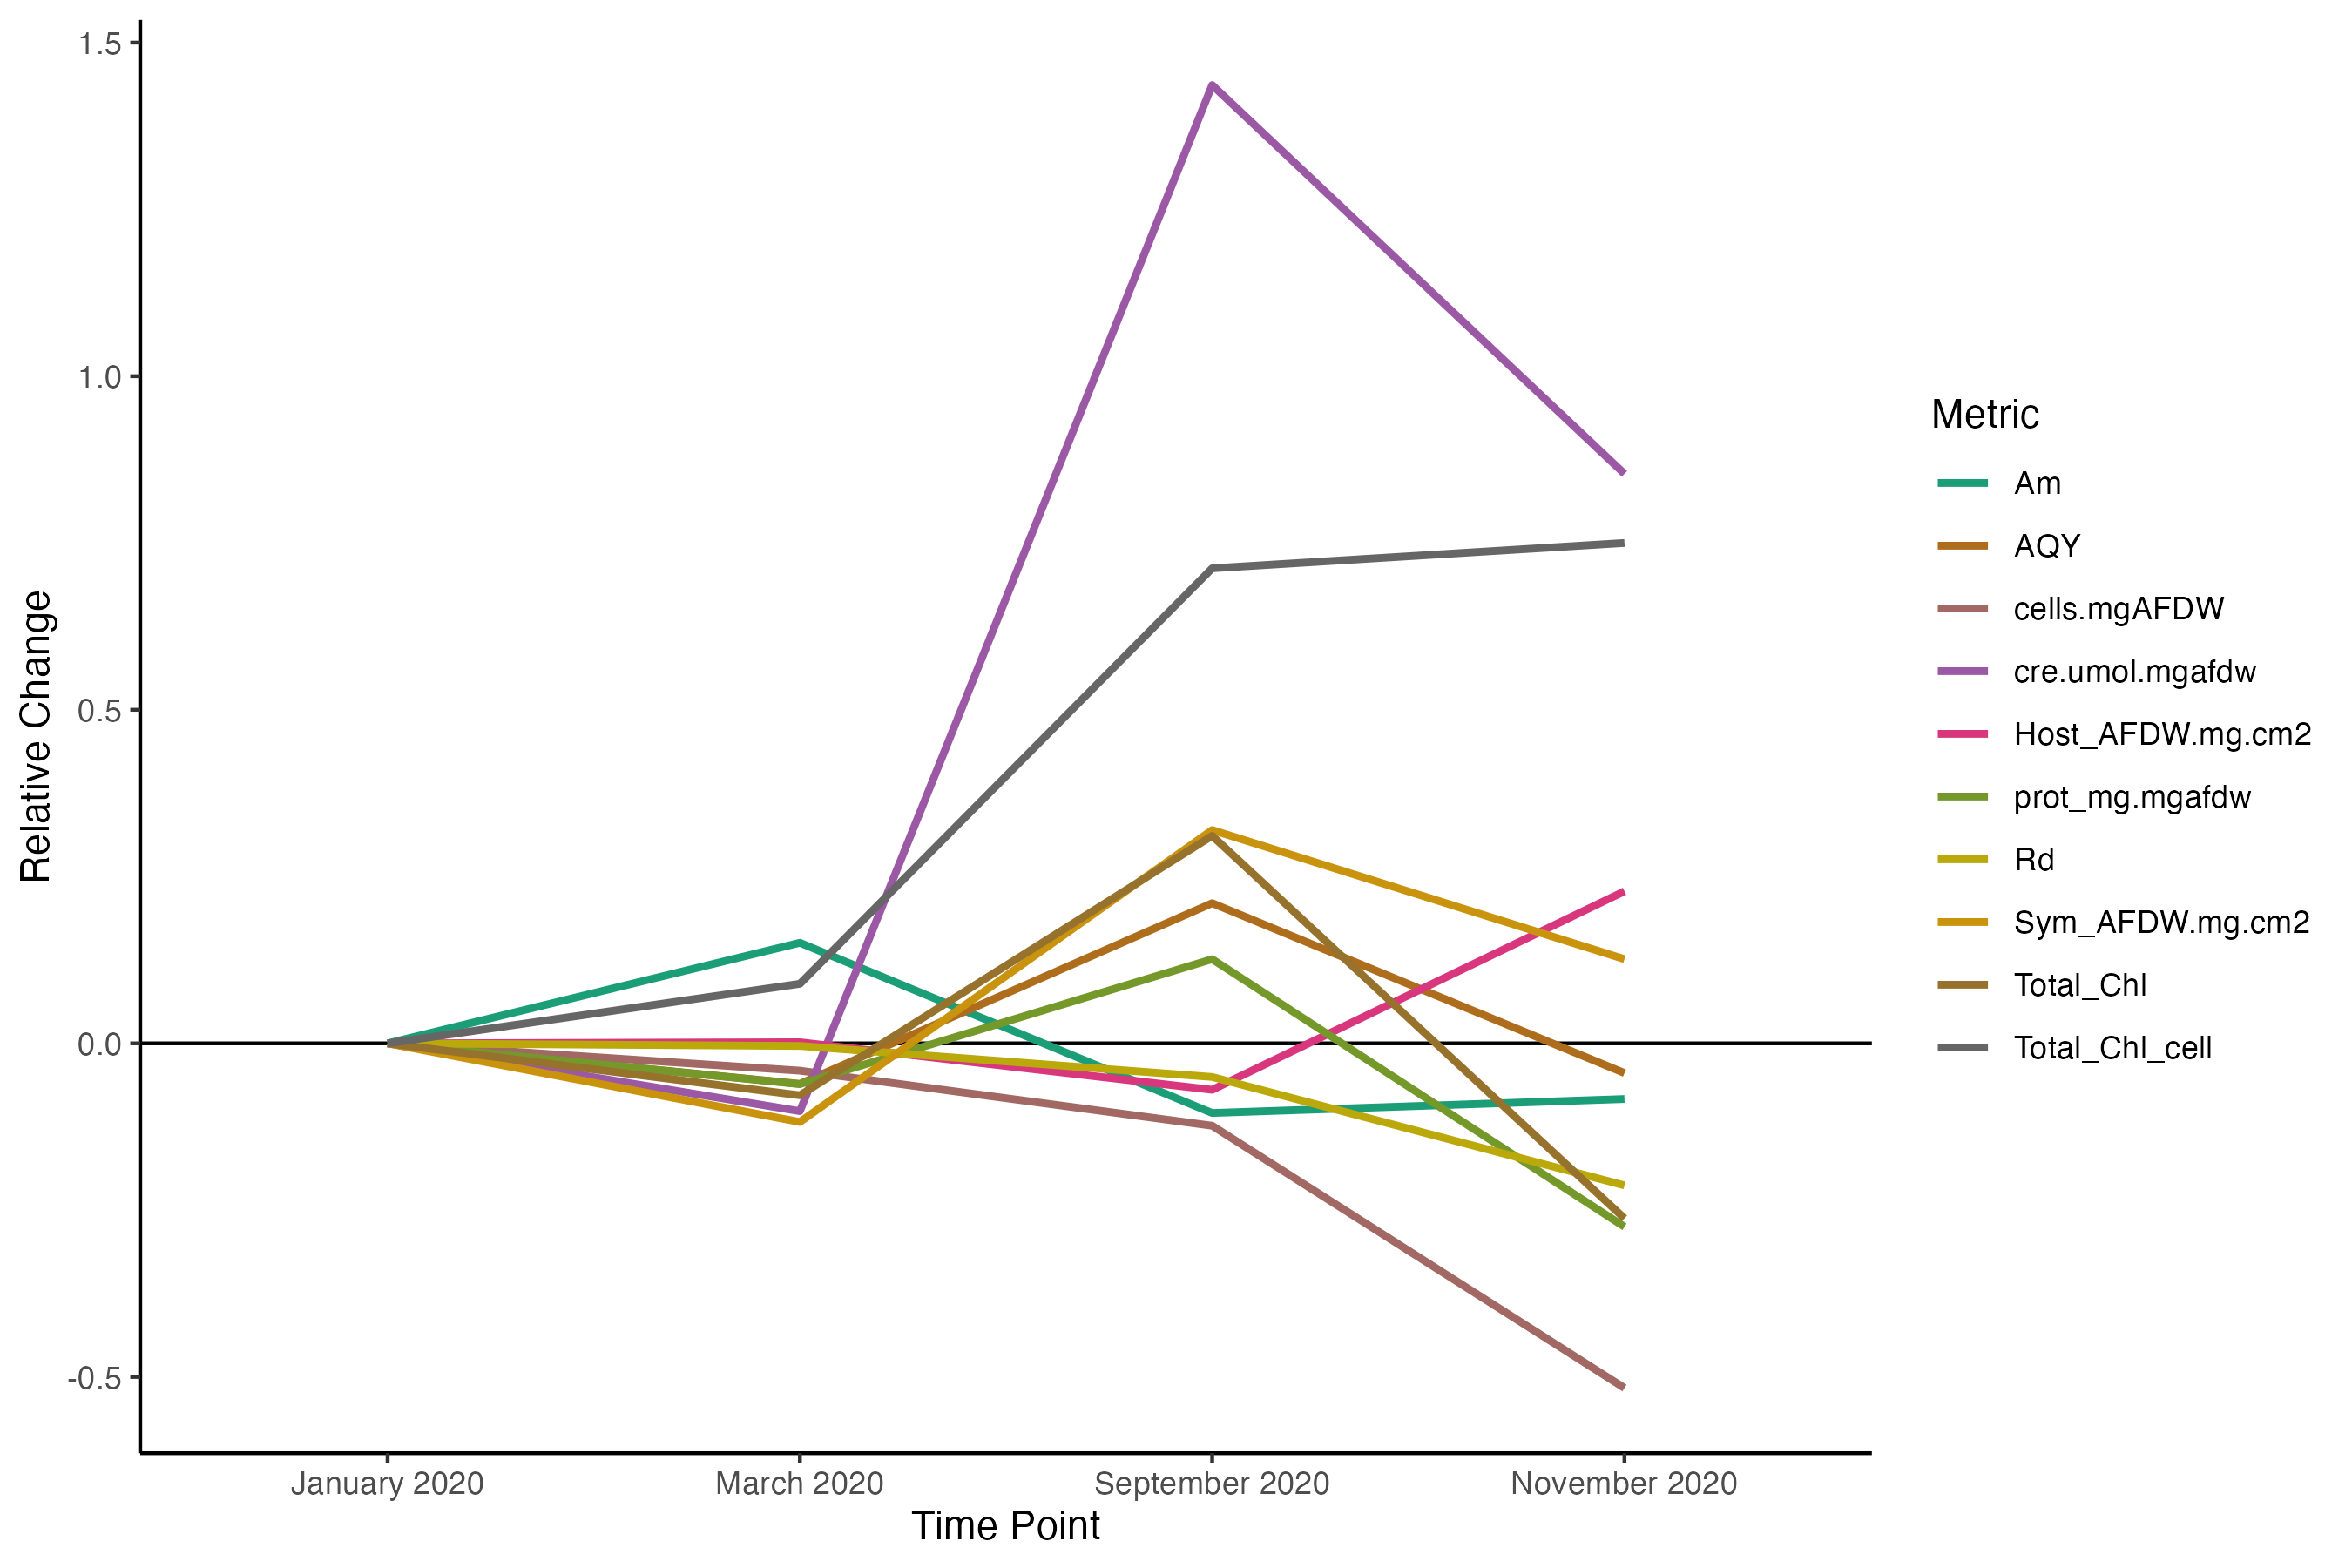 1.5
1.0
0.5
0.0
-0.5
Relative Change
January 2020
March 2020
September 2020
November 2020
Time Point
Metric
Am
AQY
cells.mgAFDW
cre.umol.mgafdw
Host_AFDW.mg.cm2
prot_mg.mgafdw
Rd
Sym_AFDW.mg.cm2
Total_Chl
Total_Chl_cell